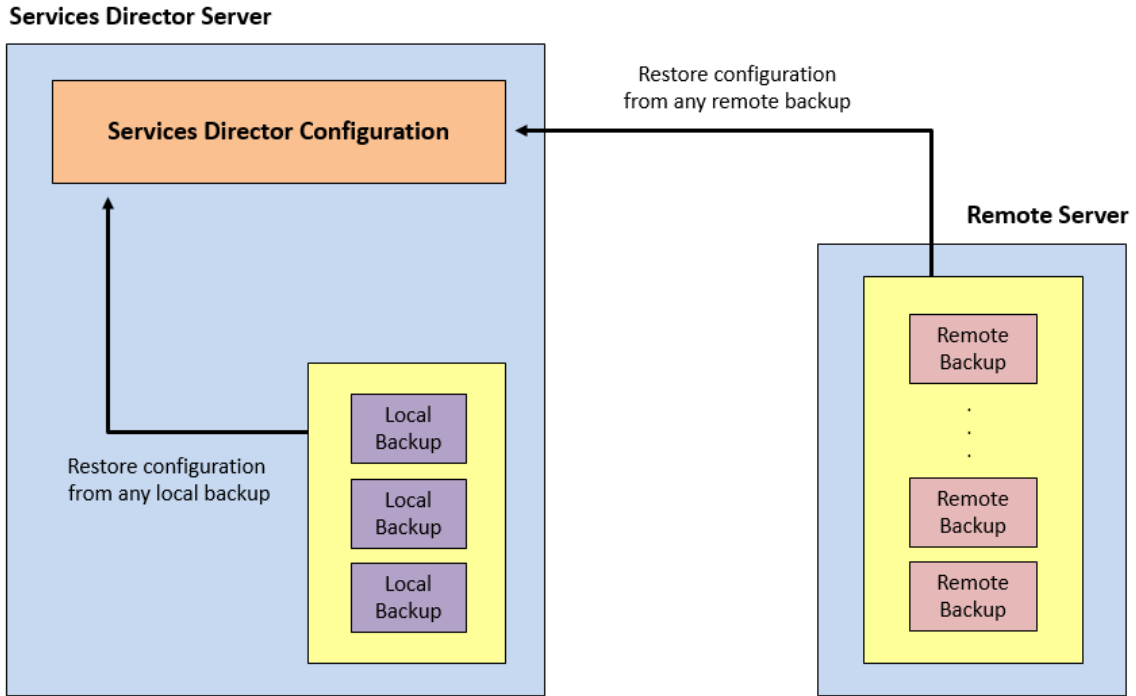 Services Director Server
Services Director Configuration
Restore configuration
from any remote backup
Remote Server
Remote
Backup
.
.
.
Remote
Backup
Remote
Backup
Local
Backup
Local
Backup
Local
Backup
Restore configuration
from any local backup